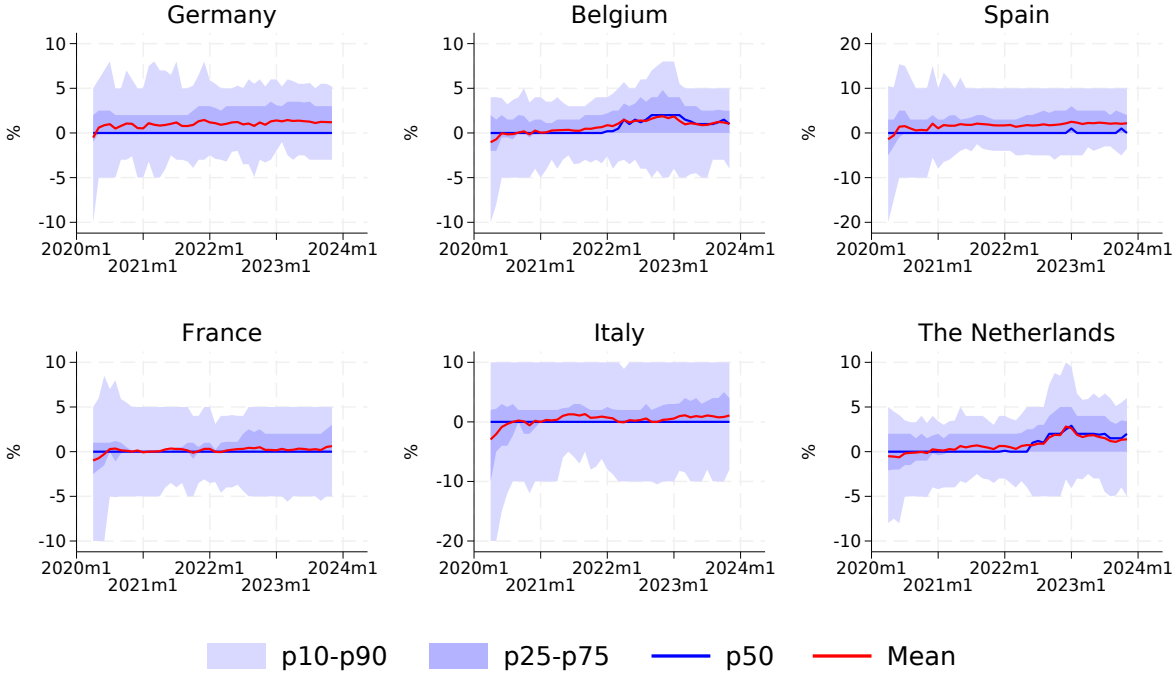 Germany
%
10
5
0
-5
-10
2020m1
2021m1
2022m1
2023m1
2024m1
Belgium
%
10
5
0
-5
-10
2020m1
2021m1
2022m1
2023m1
2024m1
Spain
%
20
10
0
-10
-20
2020m1
2021m1
2022m1
2023m1
2024m1
France
%
10
5
0
-5
-10
2020m1
2021m1
2022m1
2023m1
2024m1
Italy
%
10
0
-10
-20
2020m1
2021m1
2022m1
2023m1
2024m1
The Netherlands
%
10
5
0
-5
-10
2020m1
2021m1
2022m1
2023m1
2024m1
p10-p90 p25-p75 p50 Mean